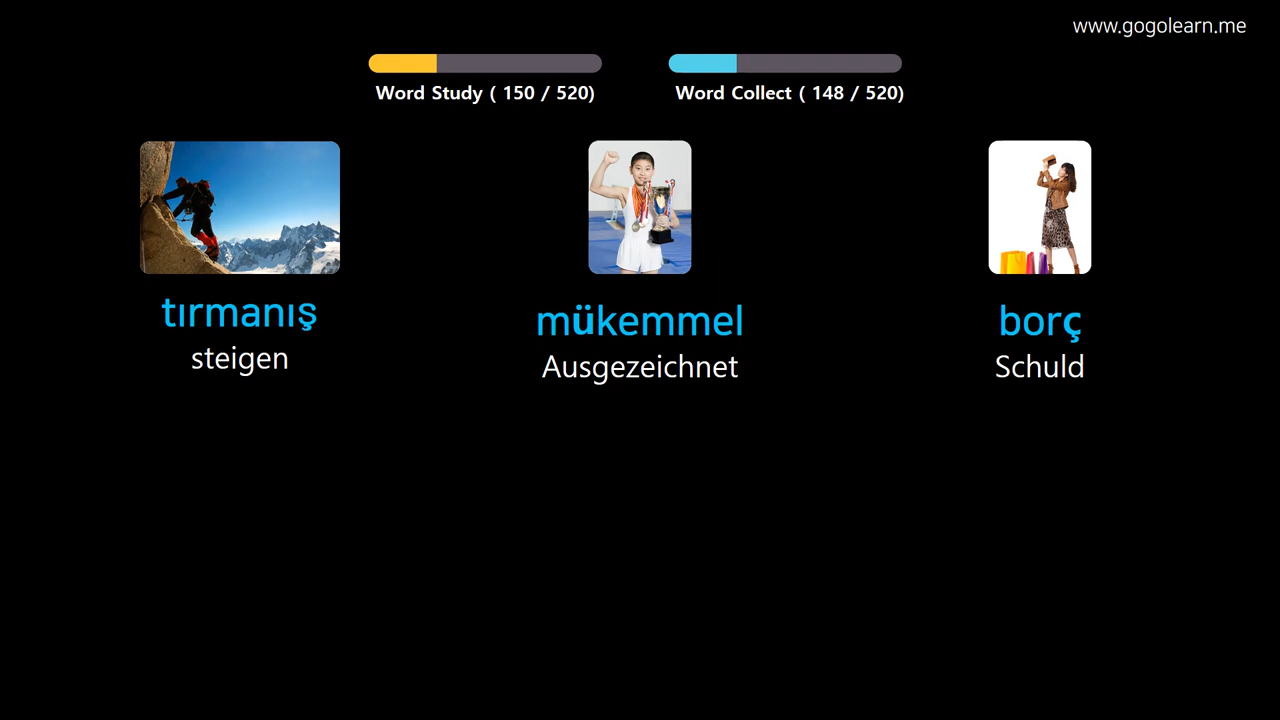 www.gogolearn.me
Word Study ( 150 / 520)
Word Collect ( 148 / 520)
tırmanış
steigen
mükemmel
Ausgezeichnet
borç
Schuld